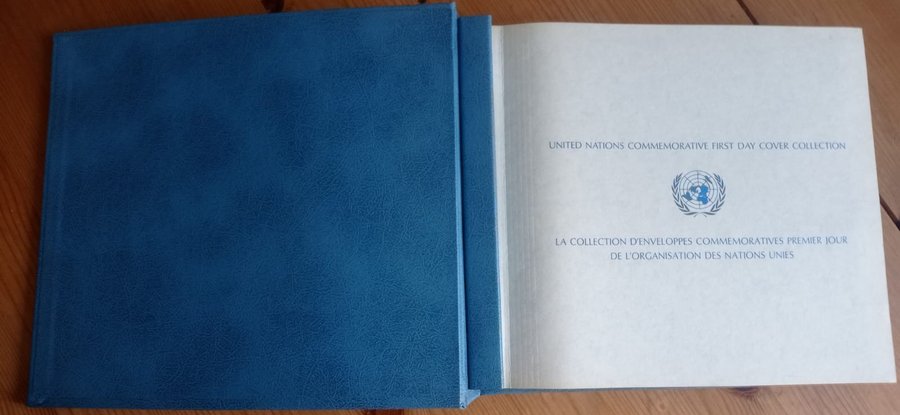 UNITED NATIONS COMMEMORATIVE FIRST DAY COVER COLLECTION
LA COLLECTION D'ENVELOPPES COMMEMORATIVES PREMIER JOUR
DE L'ORGANISATION DES NATIONS UNIES